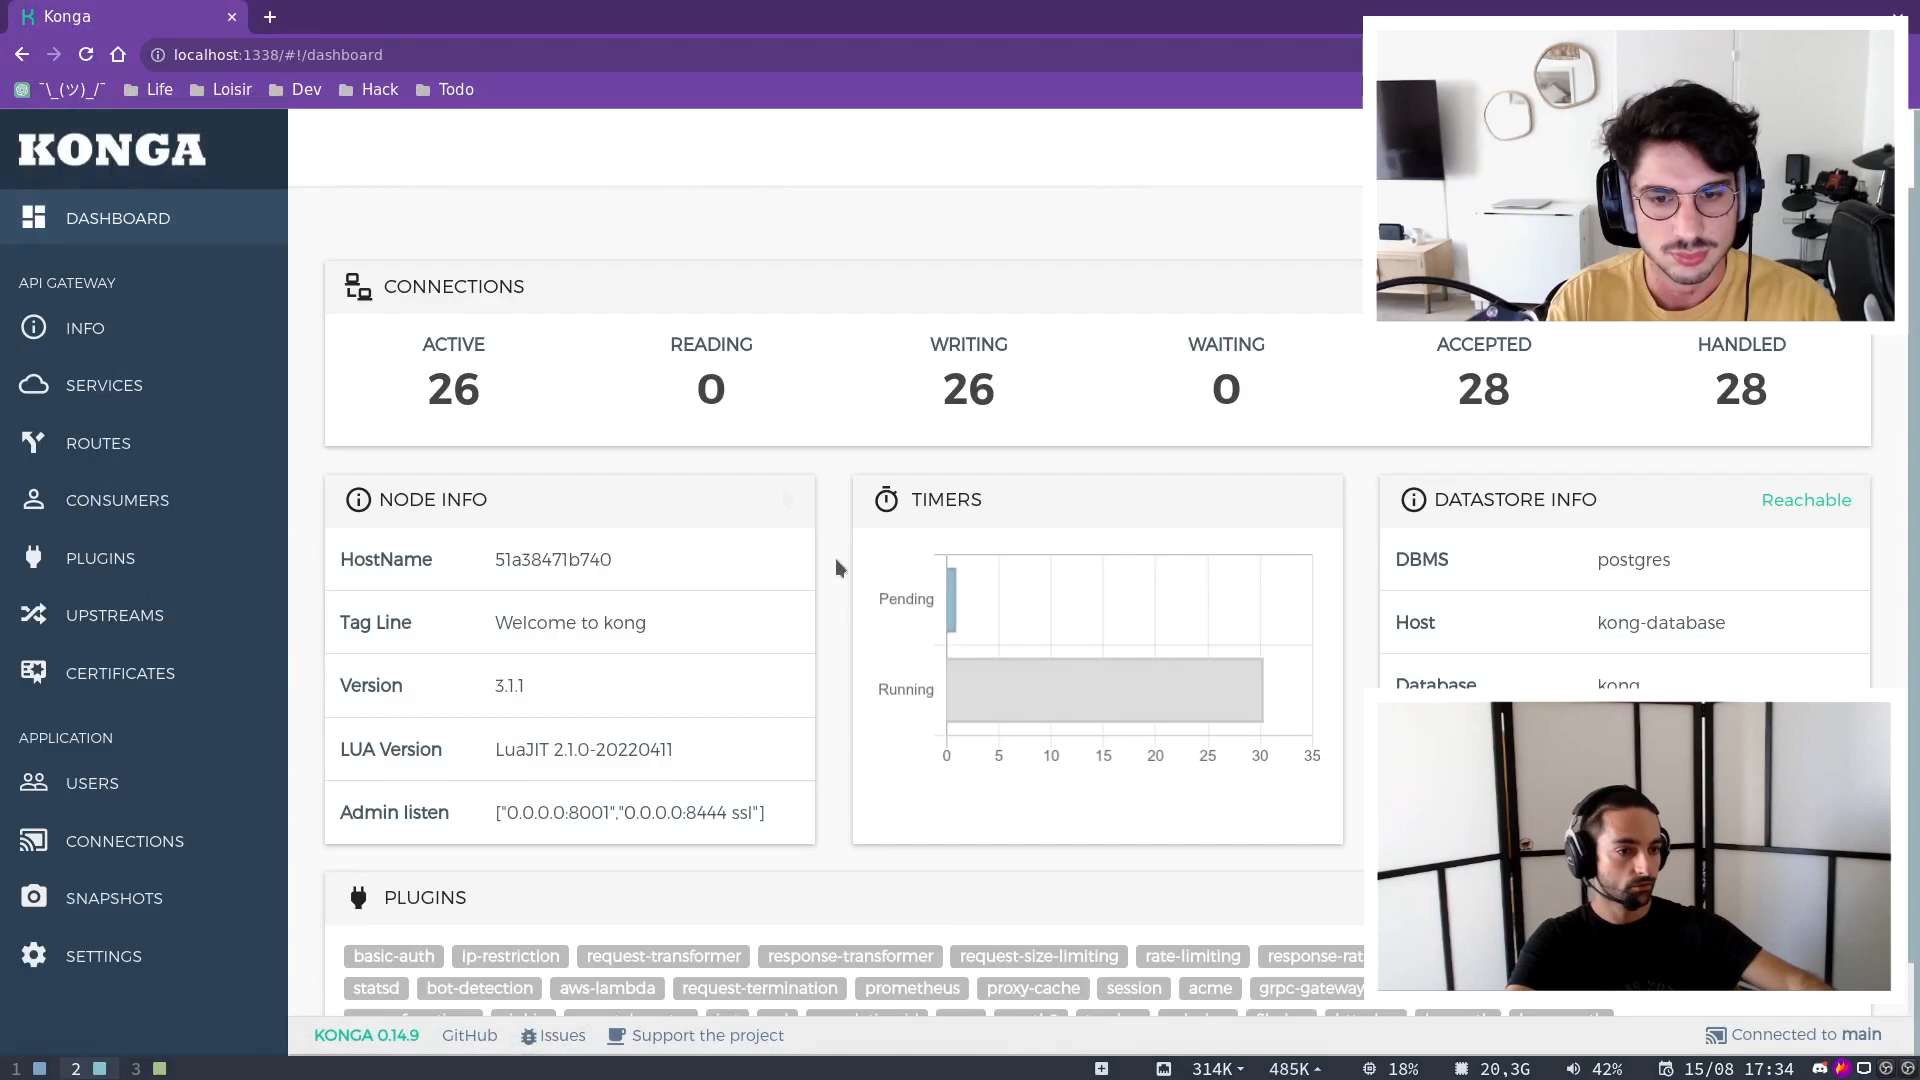 Konga
localhost:1338/#!/dashboard
¯\_(ツ)_/¯ Life Loisir Dev Hack Todo
KONGA
DASHBOARD
API GATEWAY
INFO
SERVICES
ROUTES
CONSUMERS
PLUGINS
UPSTREAMS
CERTIFICATES
APPLICATION
USERS
CONNECTIONS
SNAPSHOTS
SETTINGS
CONNECTIONS
ACTIVE READING WRITING WAITING ACCEPTED HANDLED
26 0 26 0 28 28
NODE INFO
HostName 51a38471b740
Tag Line Welcome to kong
Version 3.1.1
LUA Version LuaJIT 2.1.0-20220411
Admin listen ["0.0.0.0:8001","0.0.0.0:8444 ssl"]
TIMERS
Pending
Running
0 5 10 15 20 25 30 35
DATASTORE INFO Reachable
DBMS postgres
Host kong-database
Database kong
PLUGINS
basic-auth ip-restriction request-transformer response-transformer request-size-limiting rate-limiting response-rat
statsd bot-detection aws-lambda request-termination prometheus proxy-cache session acme grpc-gateway
KONGA 0.14.9 GitHub Issues Support the project Connected to main
1 2 3 314K 485K 18% 20,3G 42% 15/08 17:34